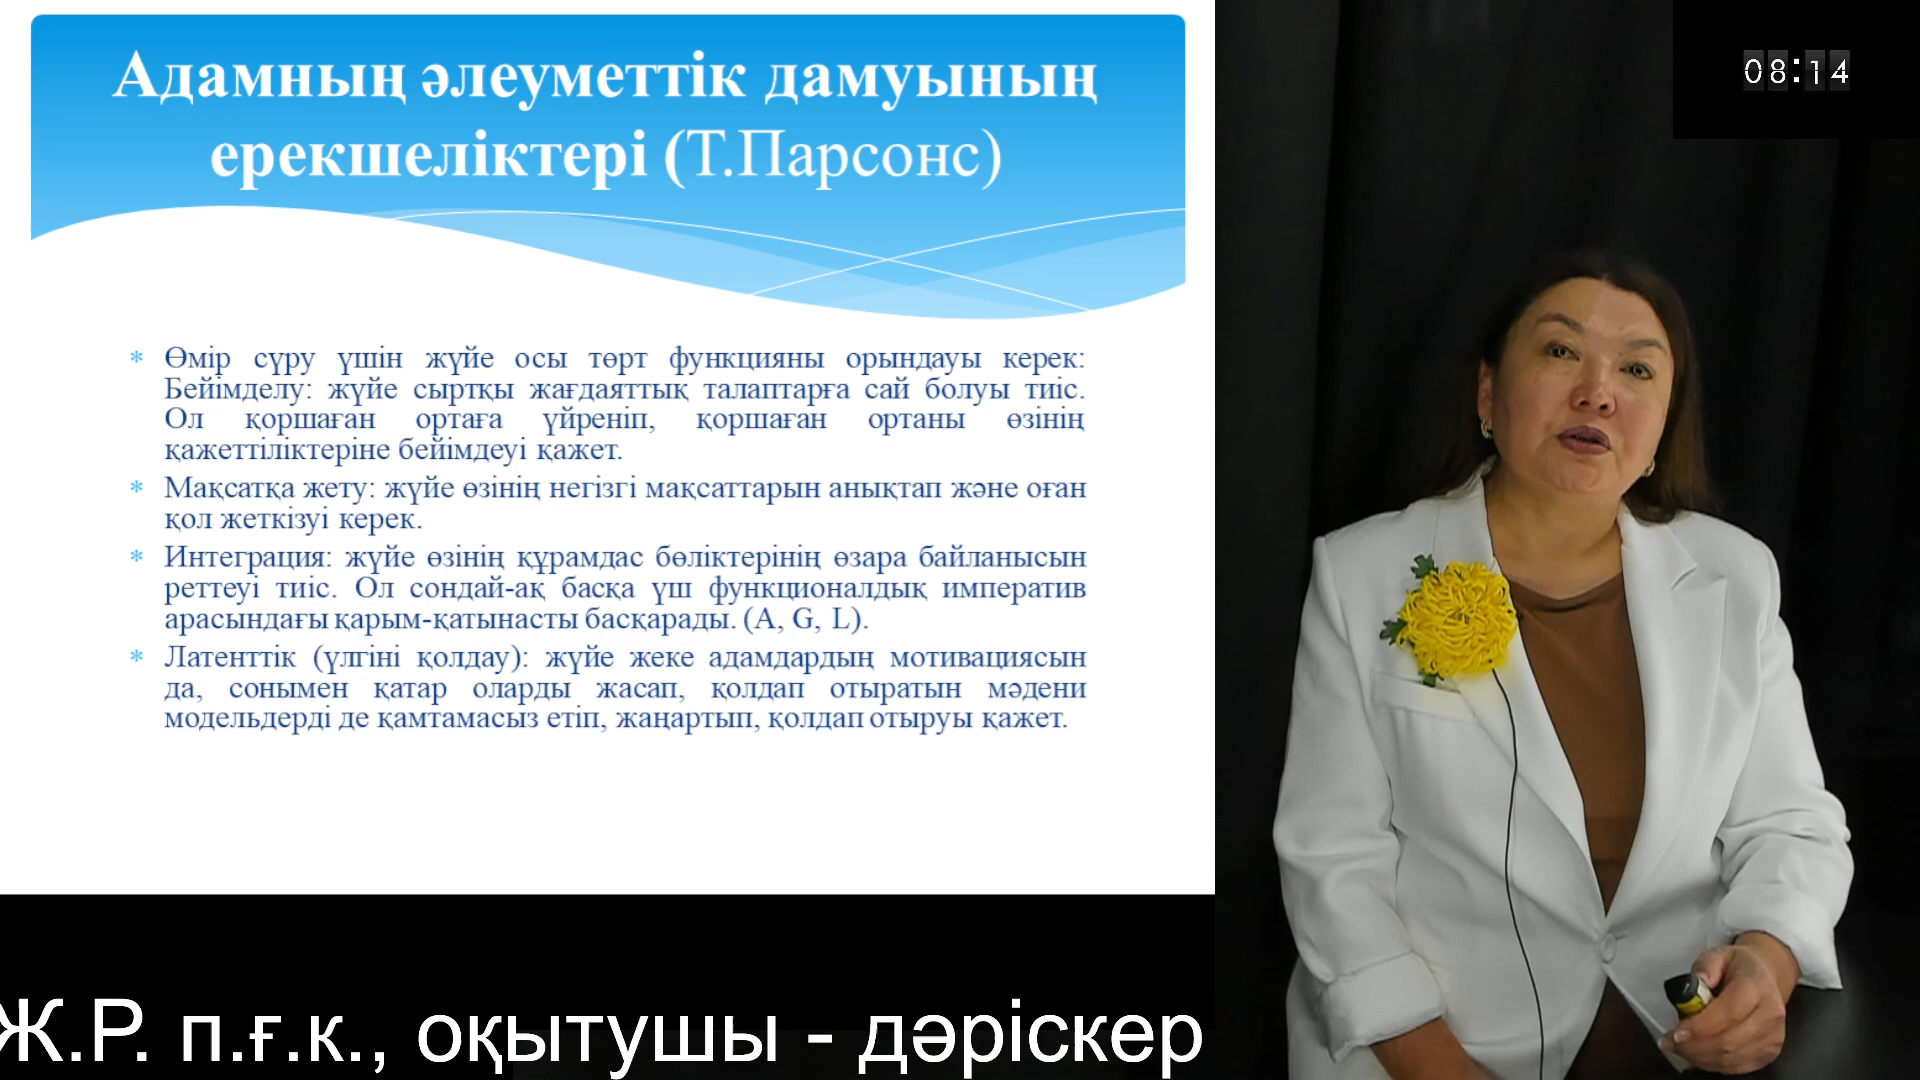 Адамның әлеуметтік дамуының
ерекшеліктері (Т.Парсонс)
08:14
* Өмір сүру үшін жүйе осы төрт функцияны орындауы керек:
Бейімделу: жүйе сыртқы жағдаяттық талаптарға сай болуы тиіс.
Ол қоршаған ортаға үйреніп, қоршаған ортаны өзінің
қажеттіліктеріне бейімдеуі қажет.
* Мақсатқа жету: жүйе өзінің негізгі мақсаттарын анықтап және оған
қол жеткізуі керек.
* Интеграция: жүйе өзінің құрамдас бөліктерінің өзара байланысын
реттеуі тиіс. Ол сондай-ақ басқа үш функционалдық императив
арасындағы қарым-қатынасты басқарады. (A, G, L).
* Латенттік (үлгіні қолдау): жүйе жеке адамдардың мотивациясын
да, сонымен қатар оларды жасап, қолдап отыратын мәдени
модельдерді де қамтамасыз етіп, жаңартып, қолдап отыруы қажет.
Ж.Р. п.ғ.к., оқытушы - дәріскер